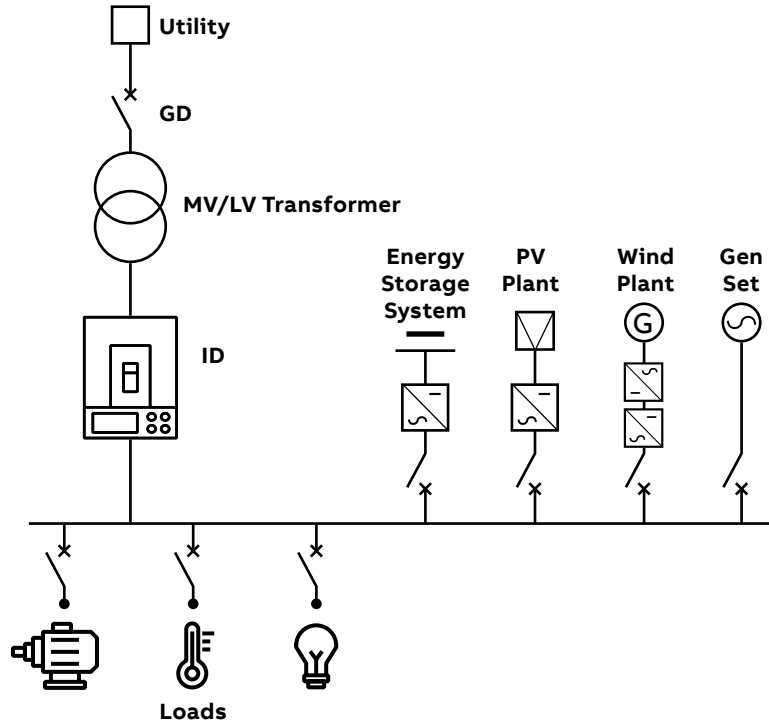 Utility
GD
MV/LV Transformer
Energy
Storage
System
PV
Plant
Wind
Plant
Gen
Set
G
ID
Loads